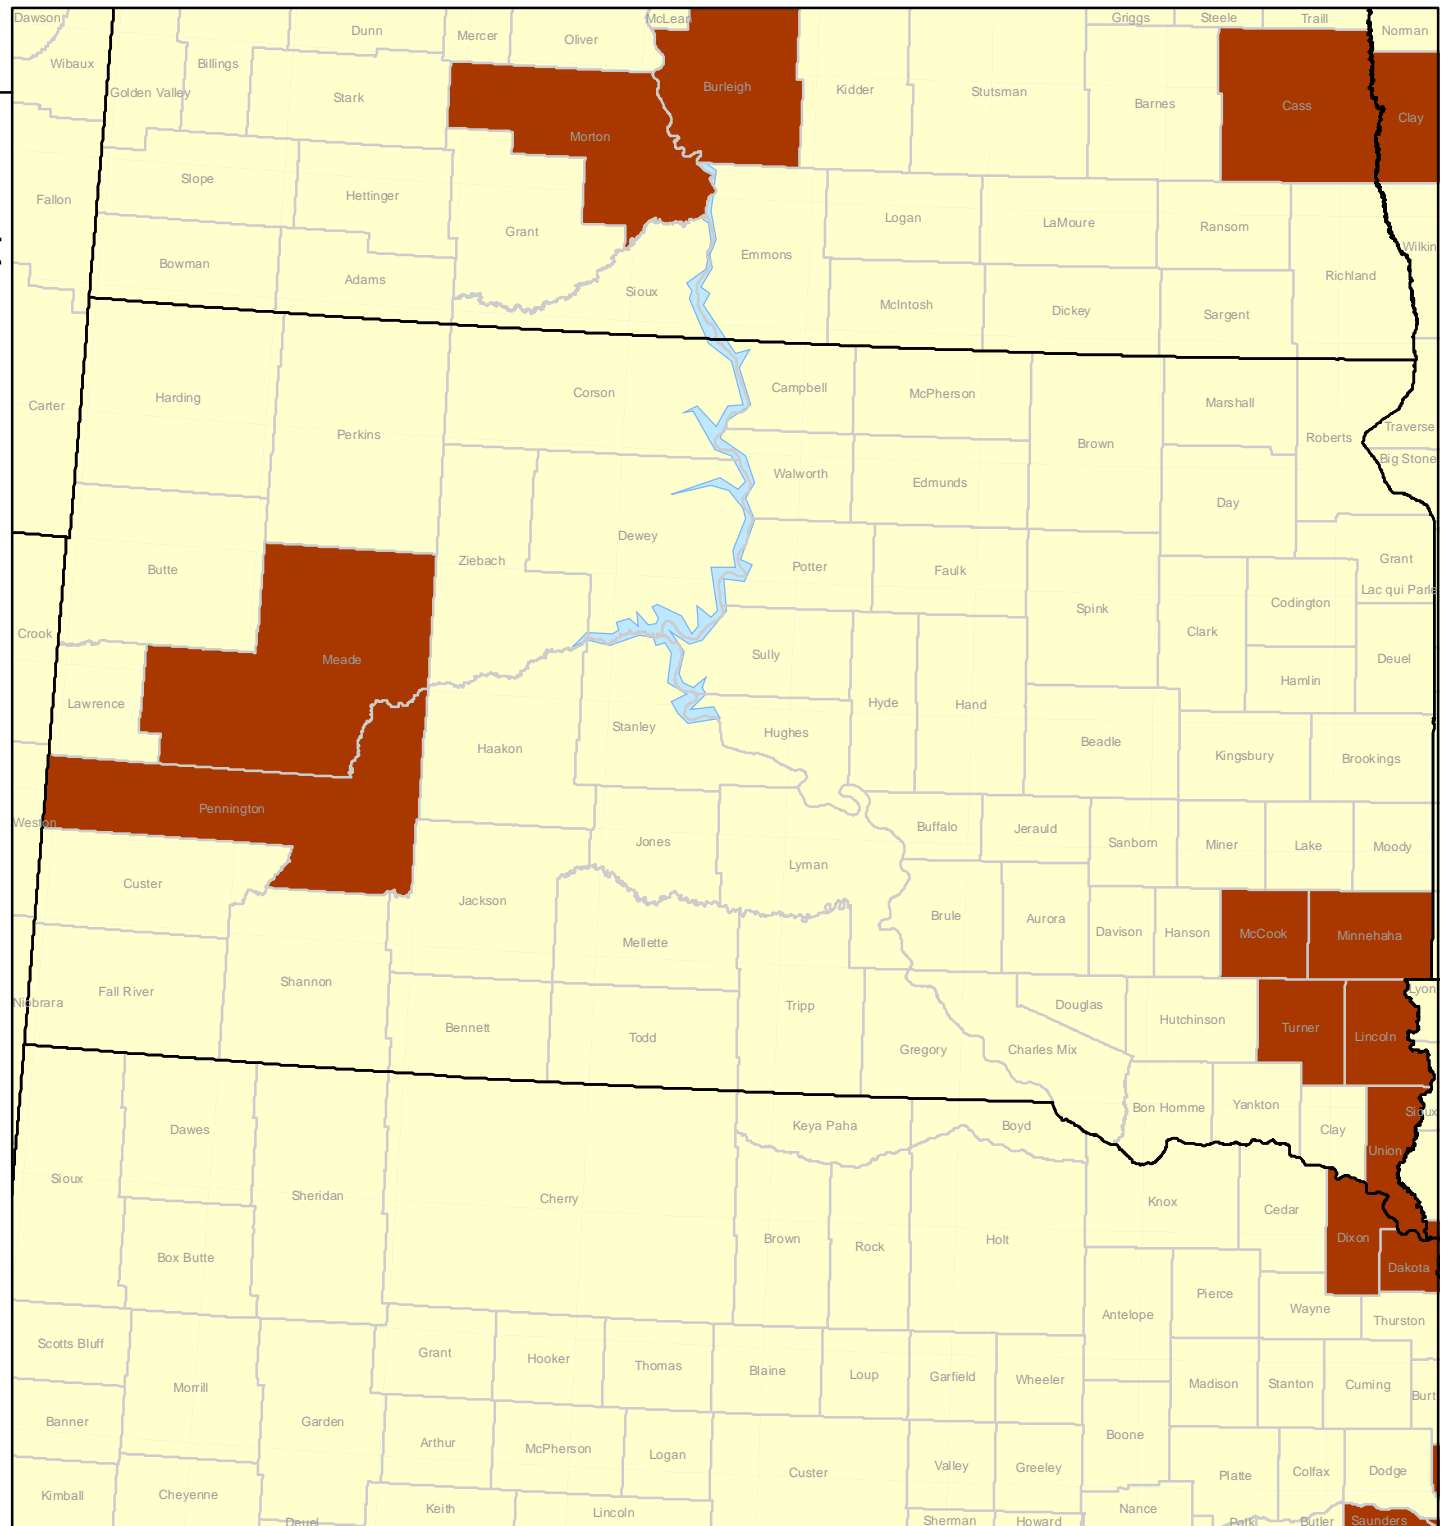 Dawson
McLean
Griggs
Steele
Traill
Dunn
Mercer
Oliver
Norman
Wibaux
Billings
Golden Valley
Stark
Burleigh
Kidder
Stutsman
Barnes
Cass
Clay
Morton
Slope
Hettinger
Fallon
Grant
Logan
LaMoure
Ransom
Emmons
Wilkin
Bowman
Adams
Sioux
Richland
McIntosh
Dickey
Sargent
Carter
Harding
Corson
Campbell
McPherson
Marshall
Perkins
Brown
Roberts
Traverse
Big Stone
Walworth
Edmunds
Day
Dewey
Butte
Ziebach
Potter
Faulk
Grant
Lac qui Parle
Codington
Spink
Crook
Clark
Meade
Sully
Deuel
Hamlin
Lawrence
Hyde
Hand
Stanley
Hughes
Haakon
Beadle
Kingsbury
Brookings
Pennington
Weston
Buffalo
Jerauld
Jones
Sanborn
Miner
Lake
Moody
Lyman
Custer
Jackson
Brule
Aurora
Davison
Hanson
McCook
Minnehaha
Mellette
Shannon
Fall River
Niobrara
Lyon
Tripp
Douglas
Hutchinson
Bennett
Todd
Turner
Lincoln
Gregory
Charles Mix
Bon Homme
Yankton
Sioux
Dawes
Keya Paha
Boyd
Clay
Union
Sioux
Sheridan
Cherry
Knox
Cedar
Box Butte
Brown
Rock
Holt
Dixon
Dakota
Pierce
Wayne
Antelope
Thurston
Scotts Bluff
Grant
Hooker
Thomas
Blaine
Loup
Garfield
Wheeler
Morrill
Madison
Stanton
Cuming
Burt
Banner
Garden
Arthur
McPherson
Logan
Custer
Boone
Valley
Greeley
Platte
Colfax
Dodge
Kimball
Cheyenne
Keith
Lincoln
Nance
Deuel
Sherman
Howard
Polk
Butler
Saunders